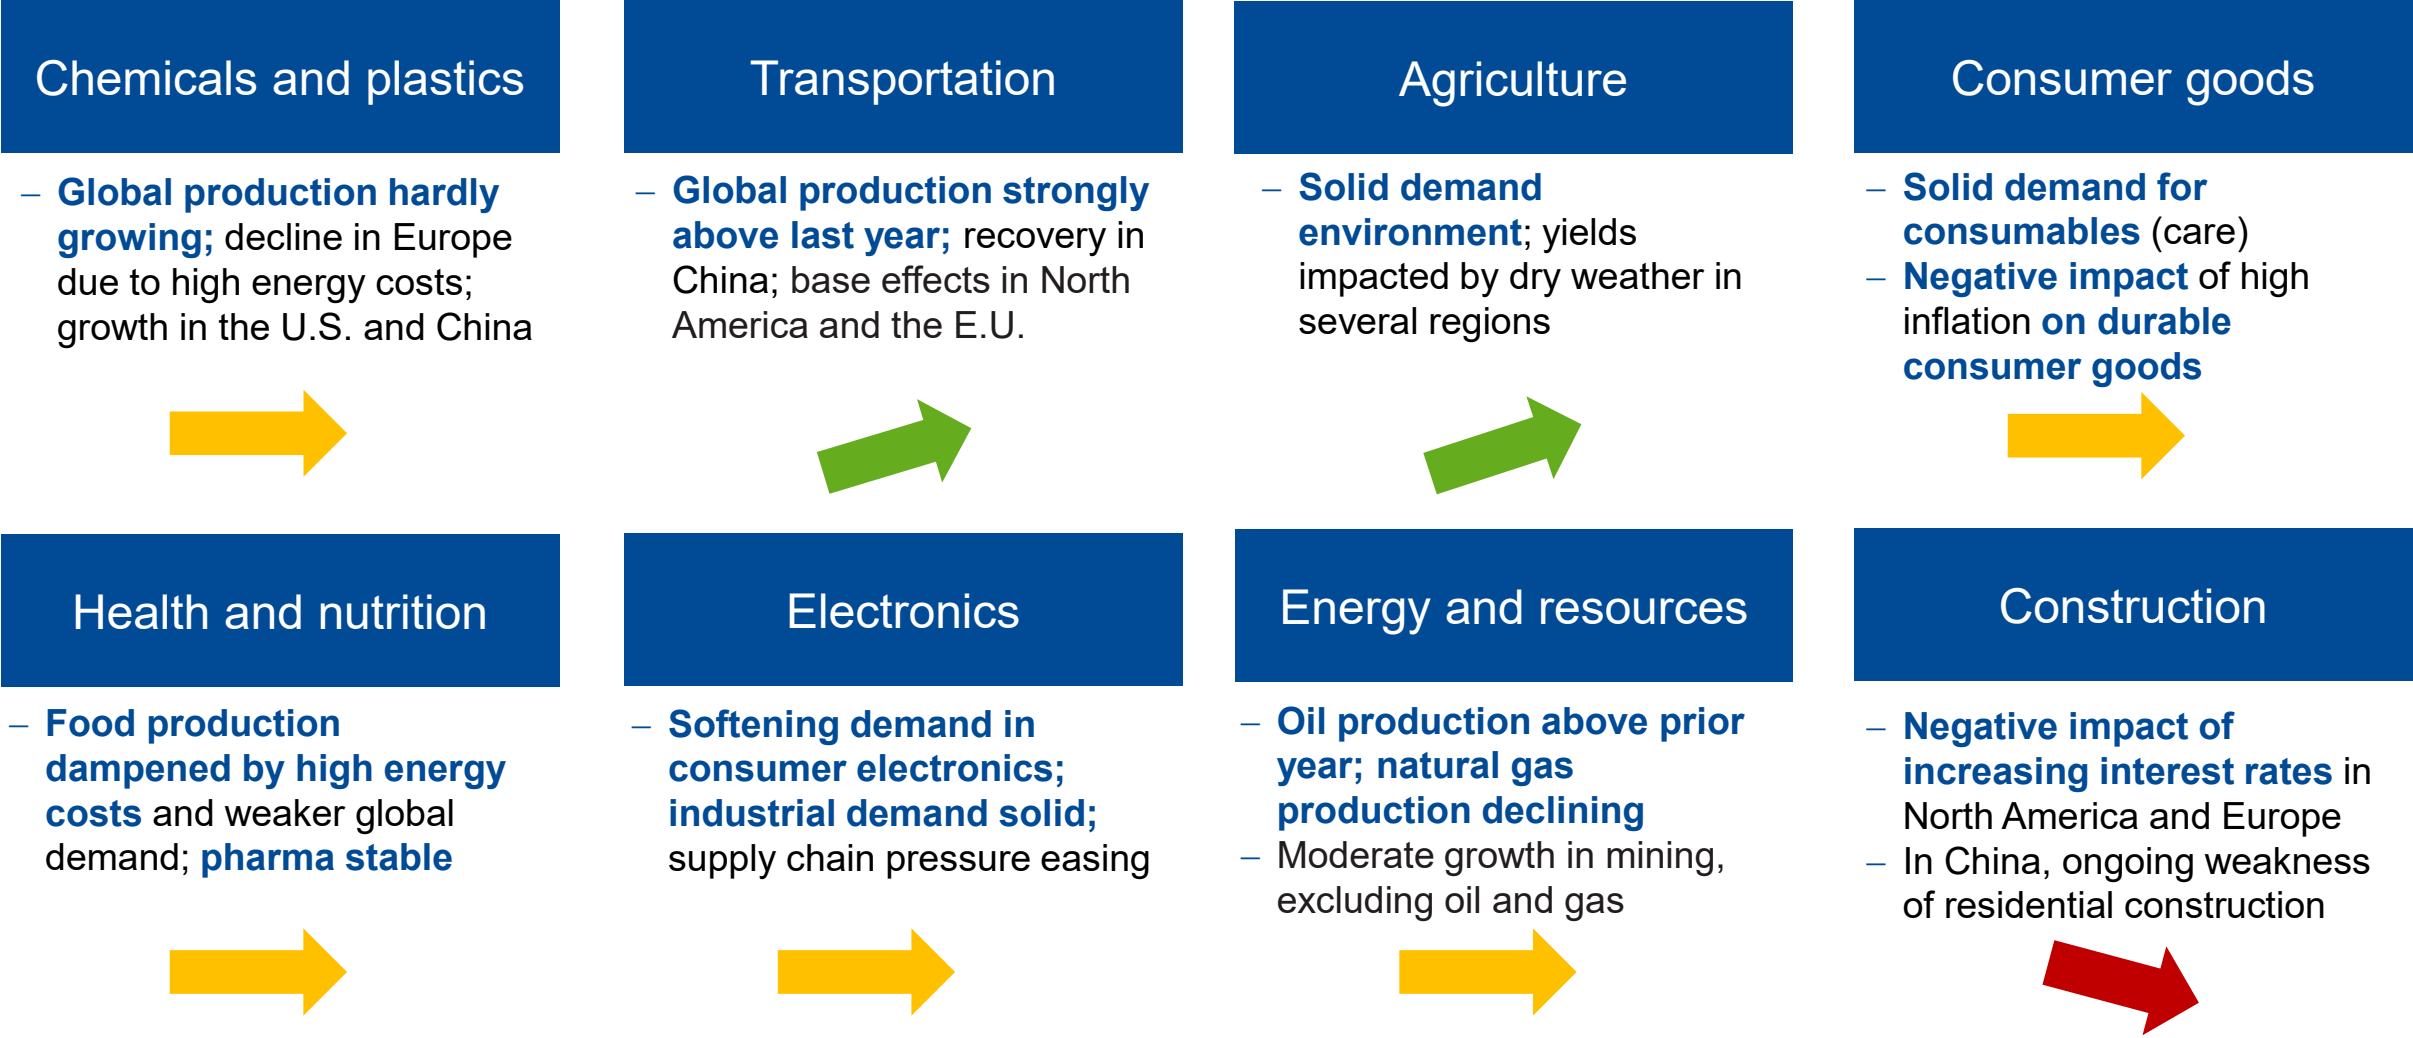 Chemicals and plastics
– Global production hardly
growing; decline in Europe
due to high energy costs;
growth in the U.S. and China
Transportation
– Global production strongly
above last year; recovery in
China; base effects in North
America and the E.U.
Agriculture
– Solid demand
environment; yields
impacted by dry weather in
several regions
Consumer goods
– Solid demand for
consumables (care)
– Negative impact of high
inflation on durable
consumer goods
Health and nutrition
– Food production
dampened by high energy
costs and weaker global
demand; pharma stable
Electronics
– Softening demand in
consumer electronics;
industrial demand solid;
supply chain pressure easing
Energy and resources
– Oil production above prior
year; natural gas
production declining
– Moderate growth in mining,
excluding oil and gas
Construction
– Negative impact of
increasing interest rates in
North America and Europe
– In China, ongoing weakness
of residential construction